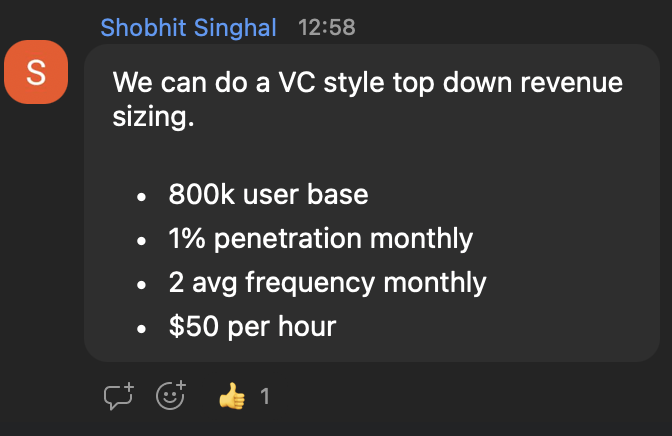 Shobhit Singhal 12:58
S
We can do a VC style top down revenue
sizing.
• 800k user base
• 1% penetration monthly
• 2 avg frequency monthly
• $50 per hour
👍 1